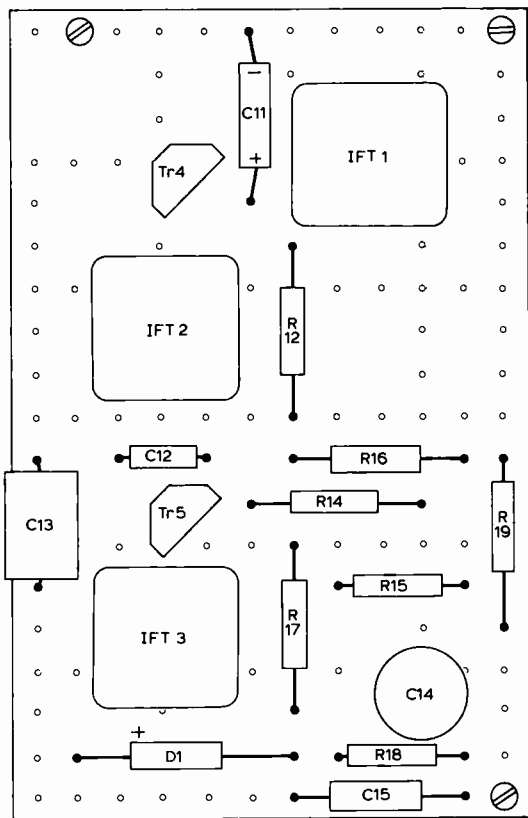 −
C11
+
IFT 1
Tr4
IFT 2
R
12
C12
R16
C13
Tr5
R14
R
19
R15
IFT 3
R
17
C14
+
D1
R18
C15